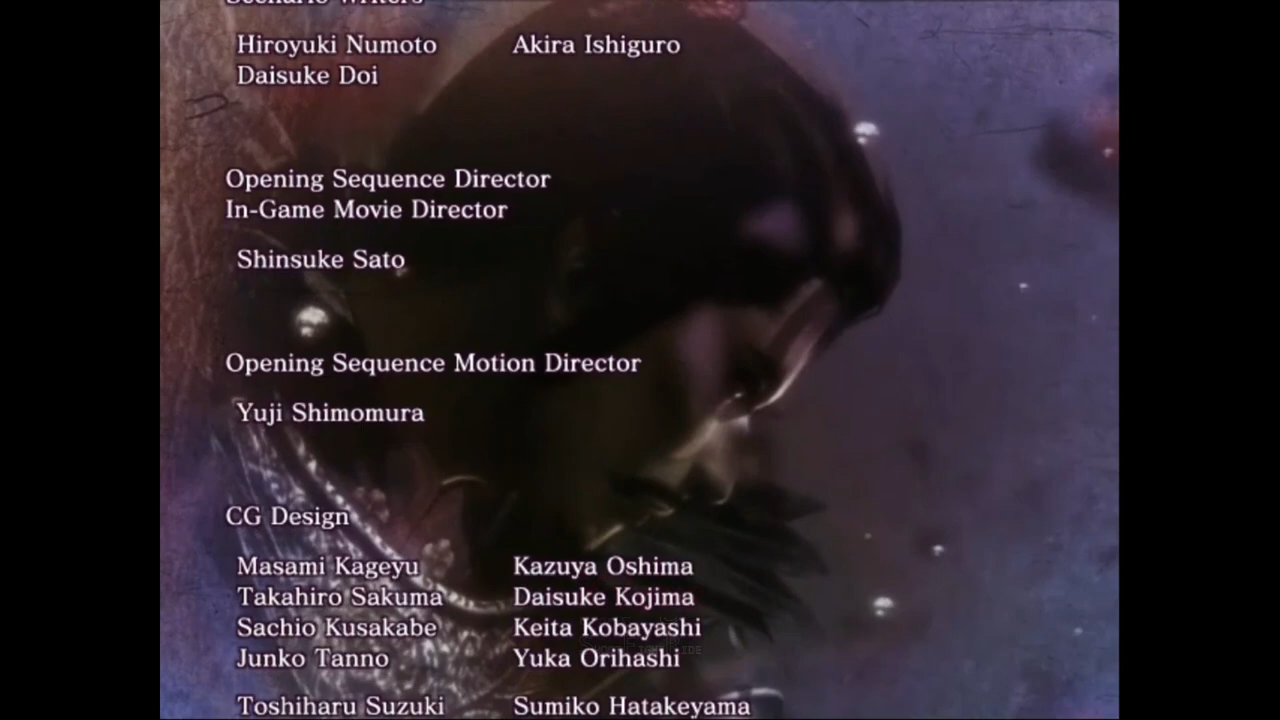 Scenario Writers
Hiroyuki Numoto Akira Ishiguro
Daisuke Doi
Opening Sequence Director
In-Game Movie Director
Shinsuke Sato
Opening Sequence Motion Director
Yuji Shimomura
CG Design
Masami Kageyu Kazuya Oshima
Takahiro Sakuma Daisuke Kojima
Sachio Kusakabe Keita Kobayashi
Junko Tanno Yuka Orihashi
Toshiharu Suzuki Sumiko Hatakeyama